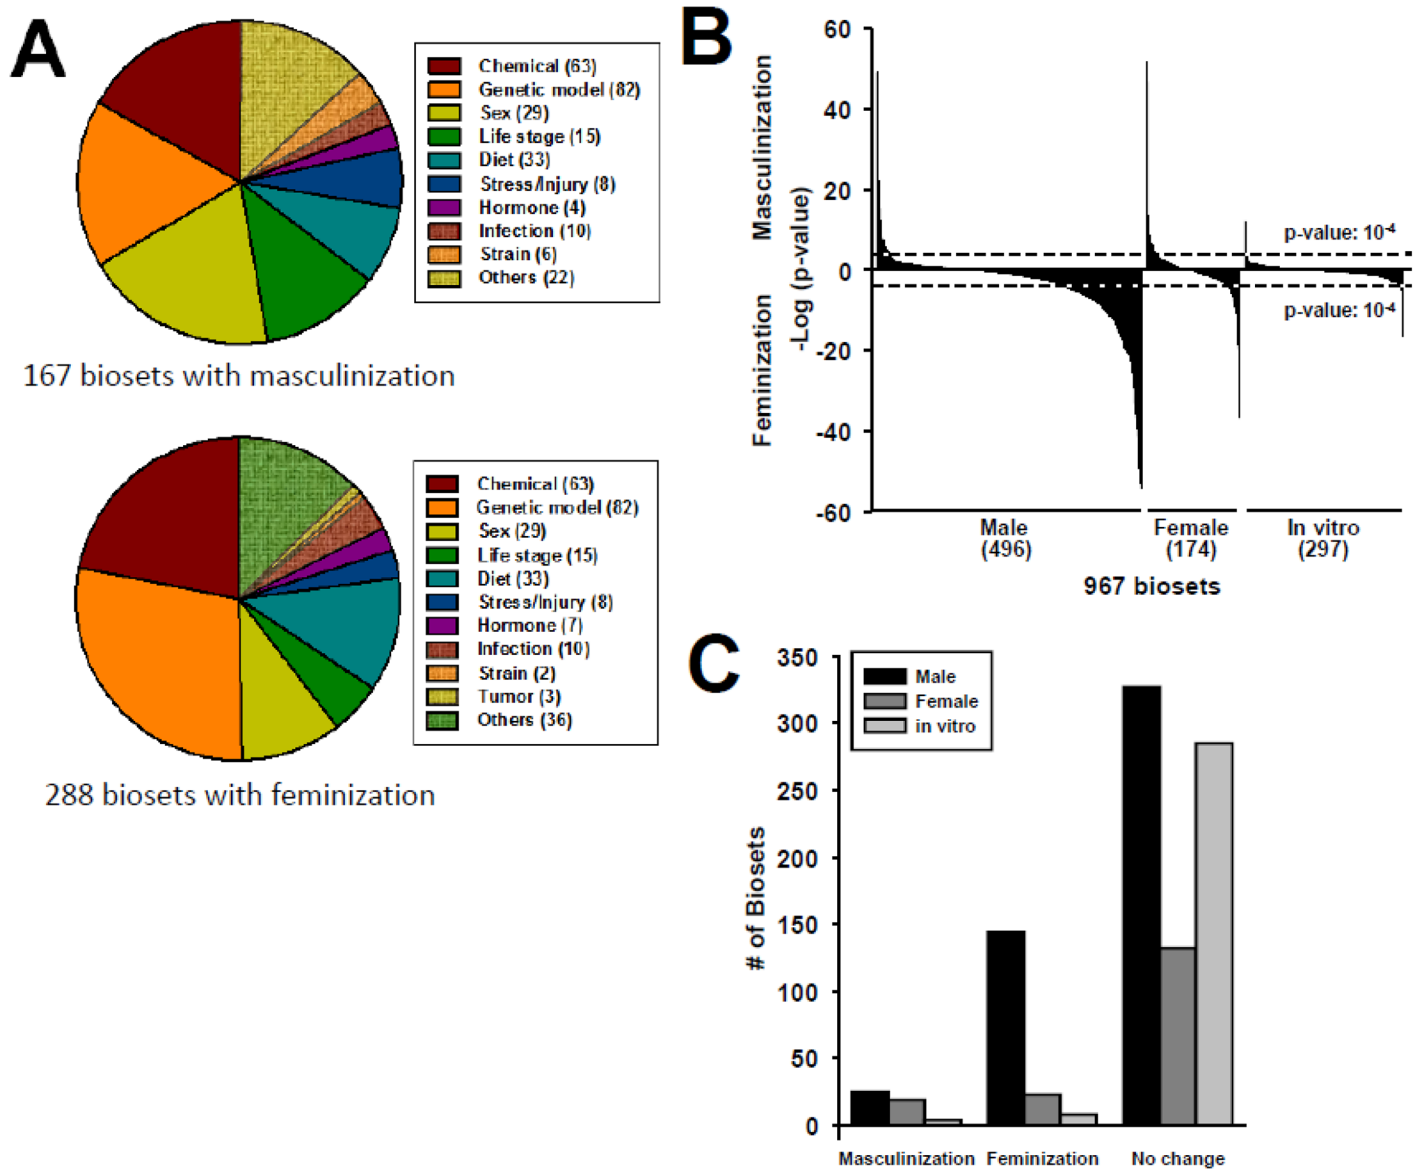 A
Chemical (63)
Genetic model (82)
Sex (29)
Life stage (15)
Diet (33)
Stress/Injury (8)
Hormone (4)
Infection (10)
Strain (6)
Others (22)
167 biosets with masculinization
Chemical (63)
Genetic model (82)
Sex (29)
Life stage (15)
Diet (33)
Stress/Injury (8)
Hormone (7)
Infection (10)
Strain (2)
Tumor (3)
Others (36)
288 biosets with feminization
B
Masculinization
Feminization
-Log (p-value)
60
40
20
0
-20
-40
-60
p-value: 10-4
p-value: 10-4
Male
(496)
Female
(174)
In vitro
(297)
967 biosets
C
# of Biosets
350
300
250
200
150
100
50
0
Male
Female
in vitro
Masculinization
Feminization
No change